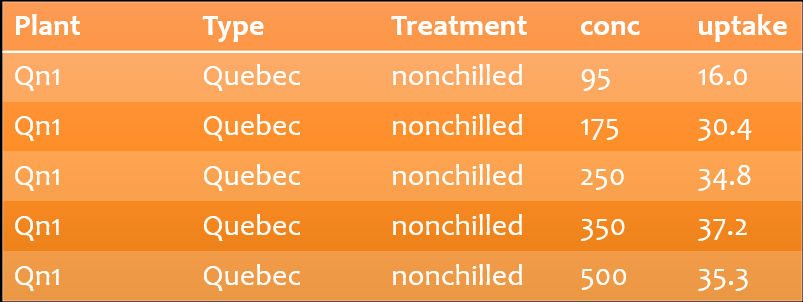 Plant Type Treatment conc uptake
Qn1 Quebec nonchilled 95 16.0
Qn1 Quebec nonchilled 175 30.4
Qn1 Quebec nonchilled 250 34.8
Qn1 Quebec nonchilled 350 37.2
Qn1 Quebec nonchilled 500 35.3